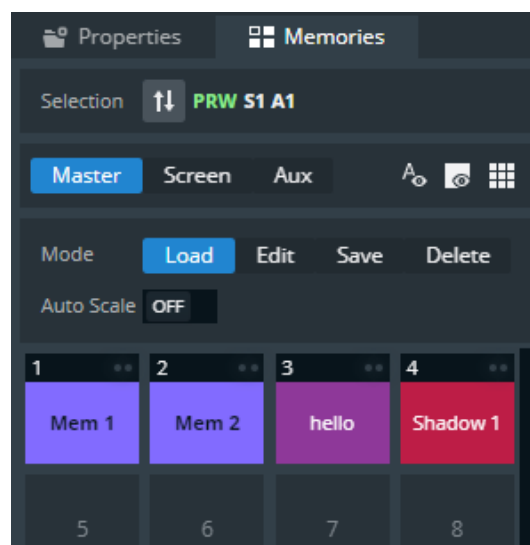 Properties Memories
Selection PRW S1 A1
Master Screen Aux A
Mode Load Edit Save Delete
Auto Scale OFF
1 2 3 4
Mem 1 Mem 2 hello Shadow 1
5 6 7 8